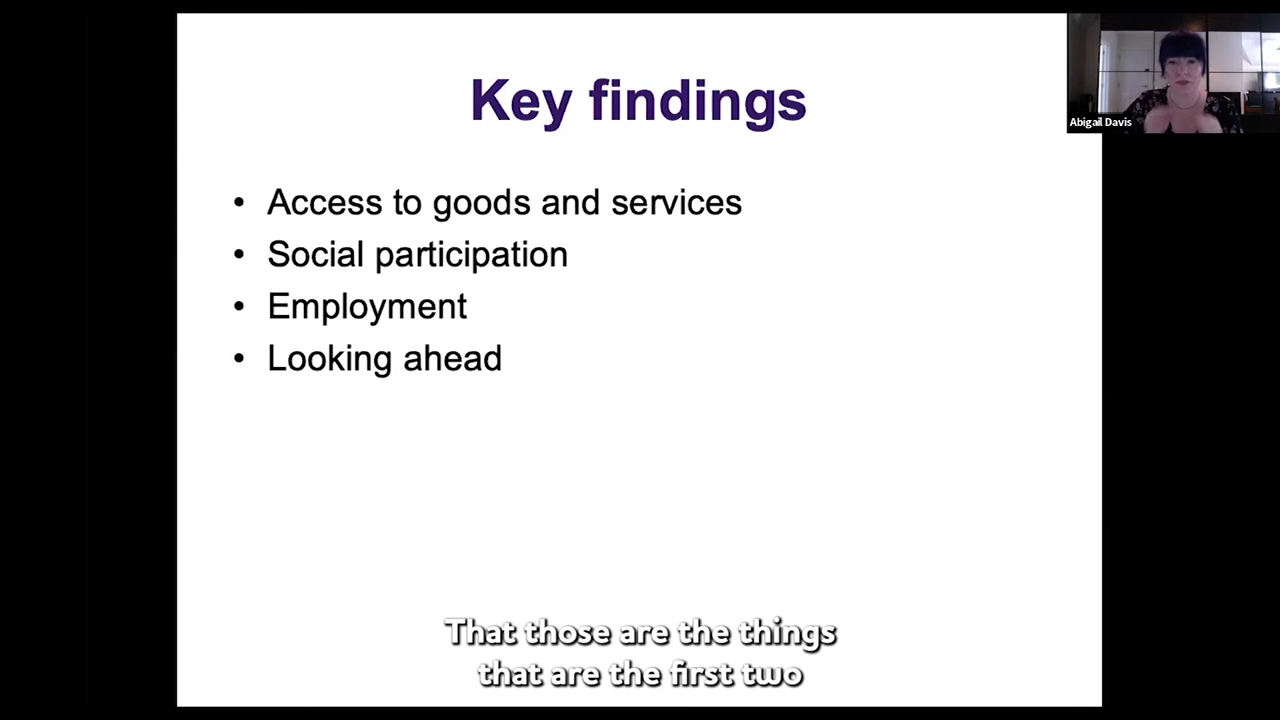 Key findings
Abigail Davis
• Access to goods and services
• Social participation
• Employment
• Looking ahead
That those are the things
that are the first two